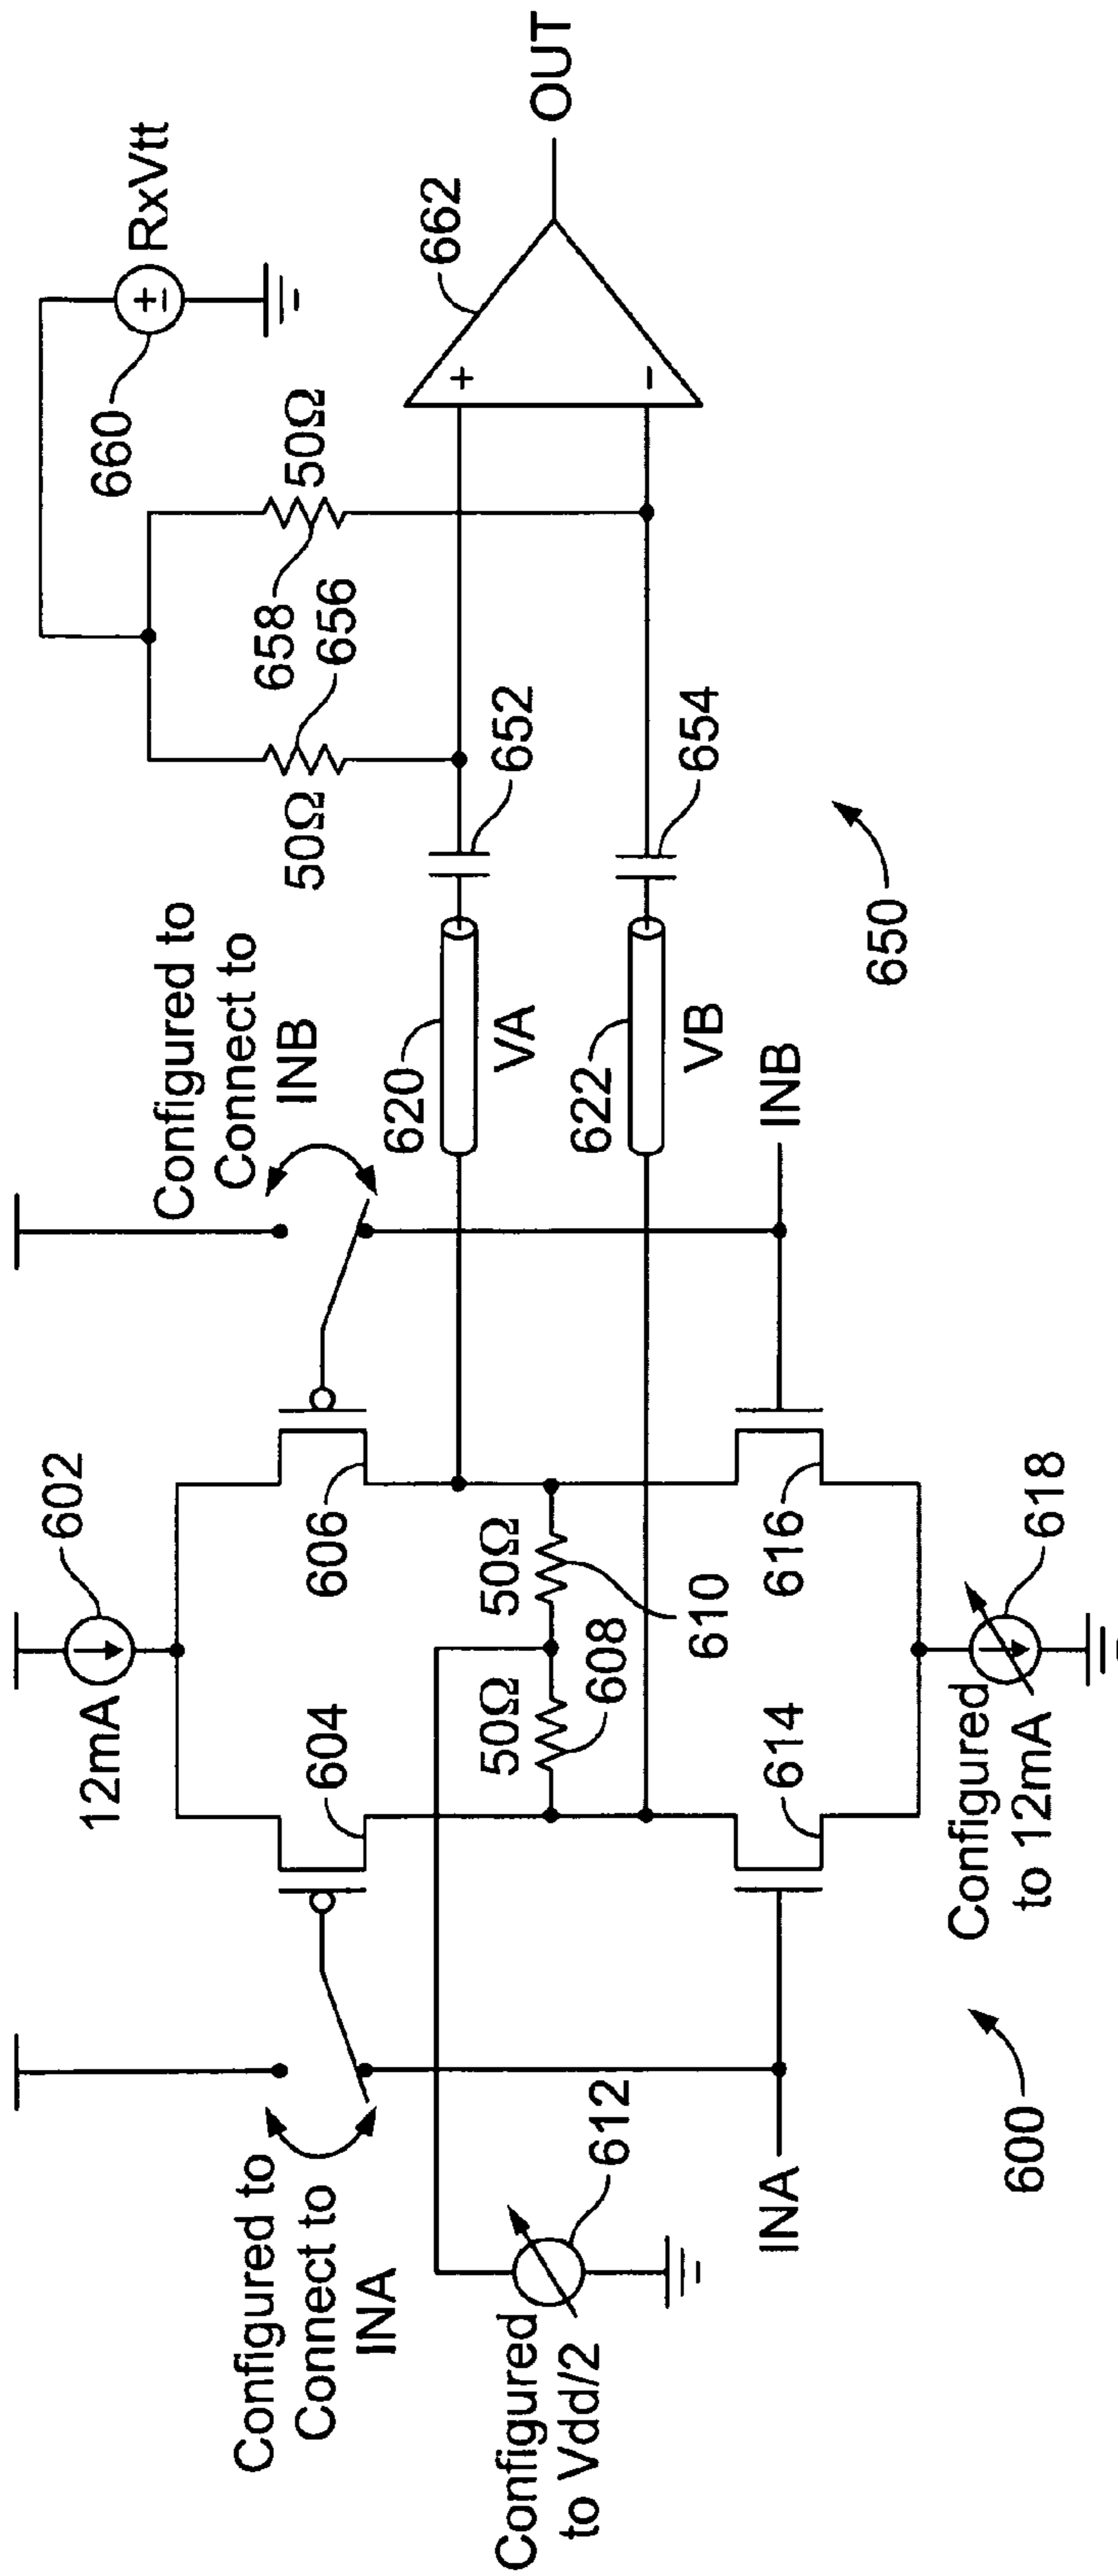 12mA
602
Configured to
Connect to
INA
Configured to
Connect to
INB
604
606
50Ω
50Ω
608
610
Configured
to Vdd/2
612
INA
614
616
INB
Configured
to 12mA
618
600
620
VA
622
VB
652
654
50Ω
656
658
50Ω
660
±
RxVtt
+
−
662
OUT
650